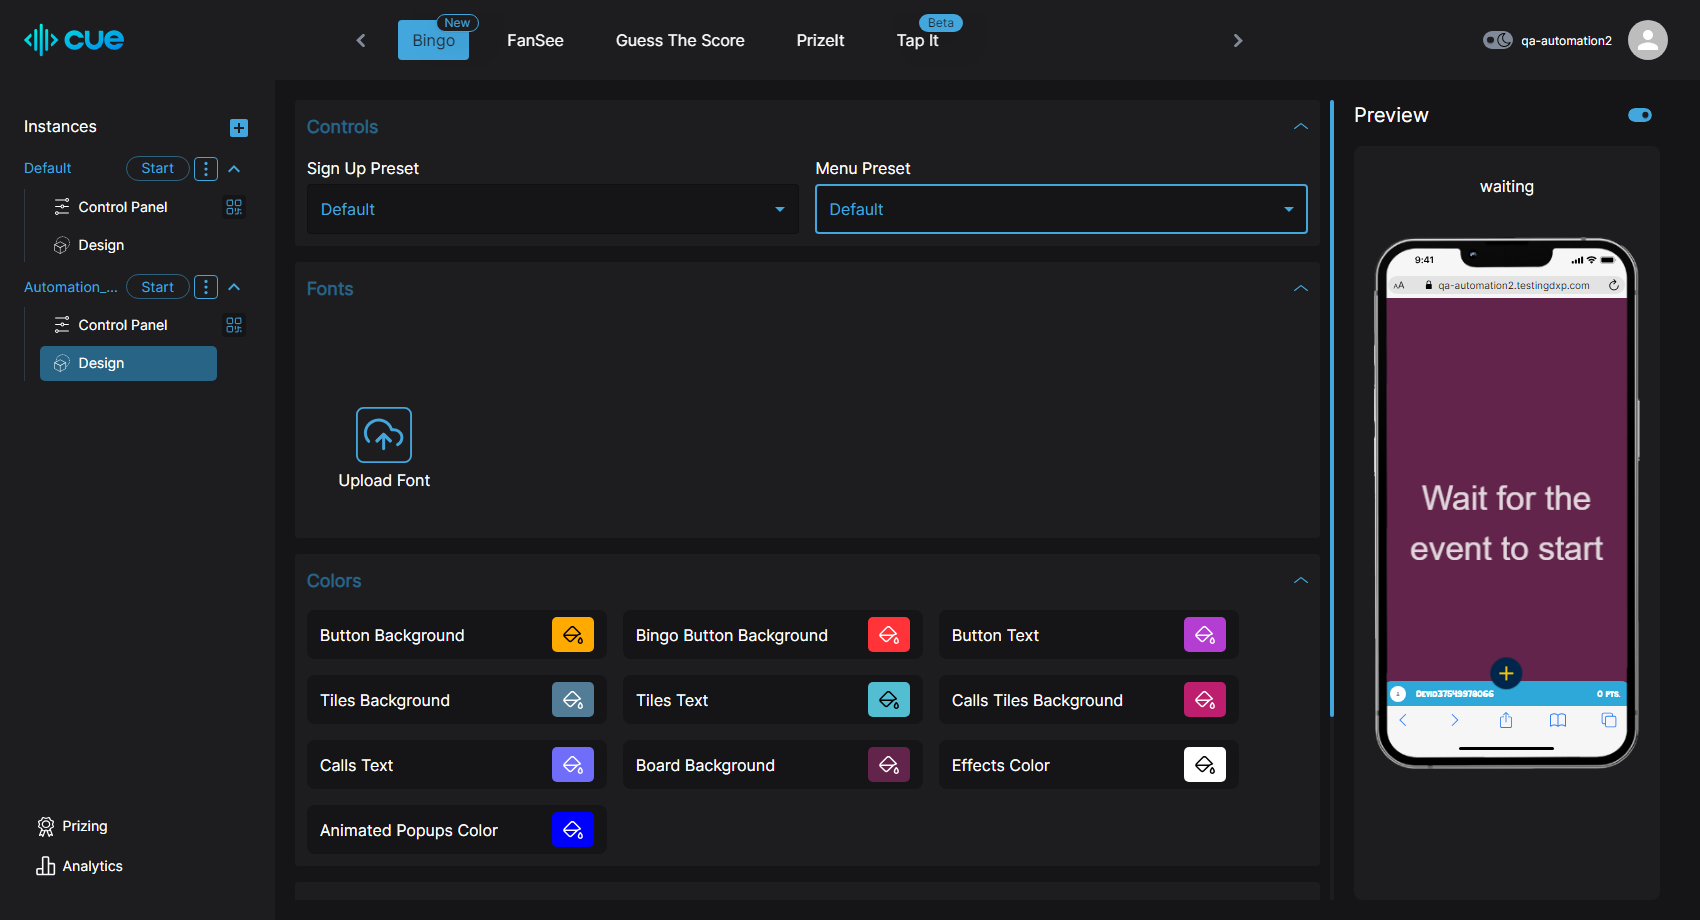 cue
New
Bingo
FanSee
Guess The Score
PrizeIt
Beta
Tap It
qa-automation2
Instances
Default
Start
Control Panel
Design
Automation_...
Start
Control Panel
Design
Prizing
Analytics
Controls
Sign Up Preset
Default
Menu Preset
Default
Fonts
Upload Font
Colors
Button Background
Bingo Button Background
Button Text
Tiles Background
Tiles Text
Calls Tiles Background
Calls Text
Board Background
Effects Color
Animated Popups Color
Preview
waiting
9:41
AA qa-automation2.testingdxp.com
Wait for the
event to start
DEVID37549978066 0 PTS.